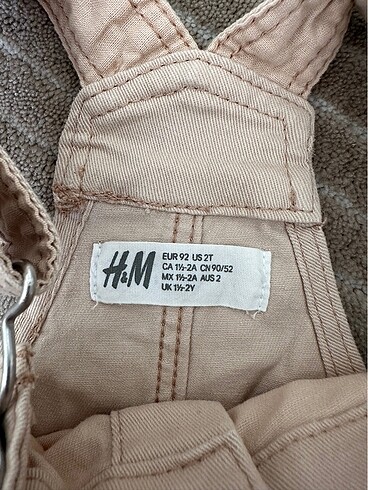 H&M
EUR 92 US 2T
CA 1½-2A CN 90/52
MX 1½-2A AUS 2
UK 1½-2Y